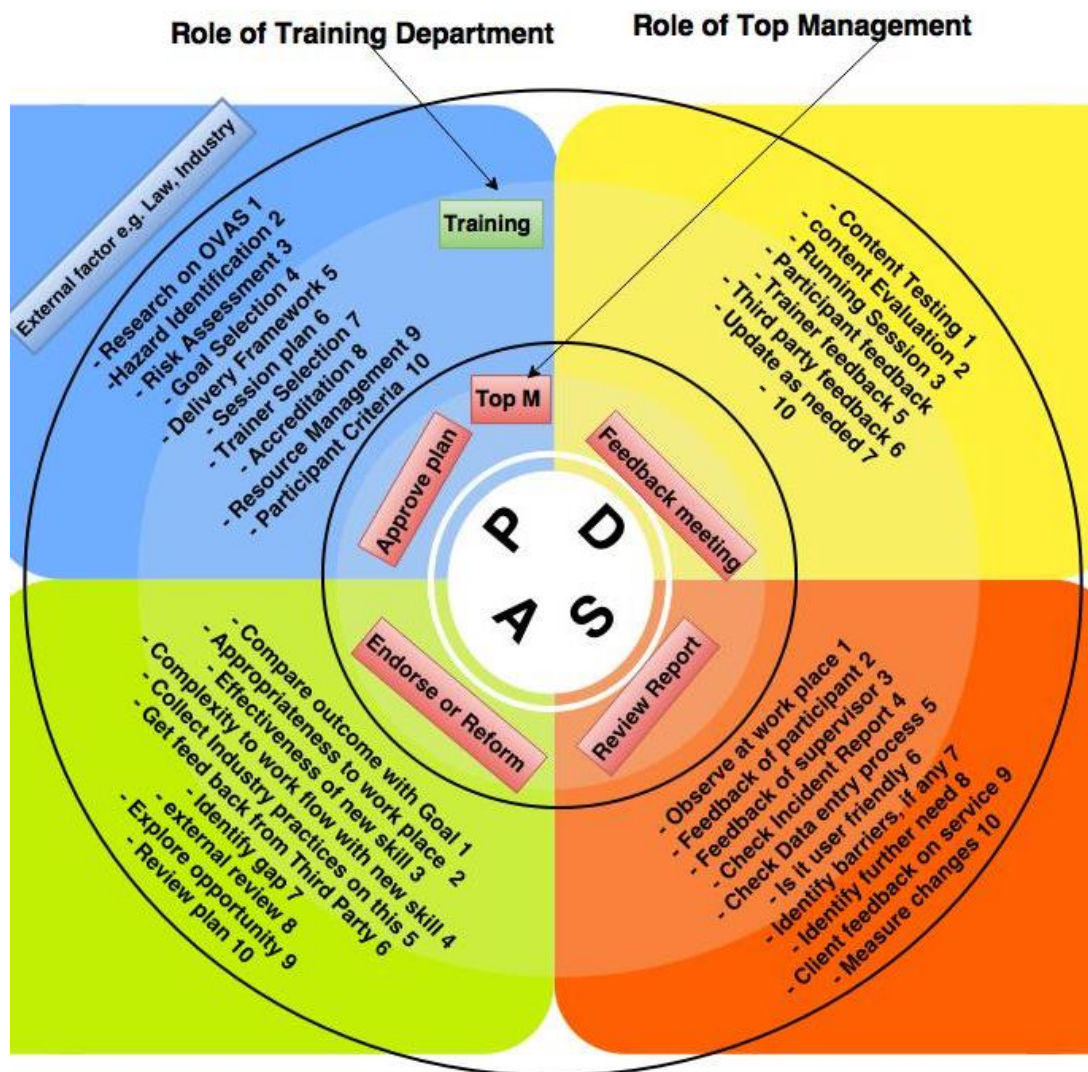 Role of Training Department
Role of Top Management
External factor e.g. Law, Industry
Training
- Research on OVAS 1
-Hazard Identification 2
- Risk Assessment 3
- Goal Selection 4
- Delivery Framework 5
- Session plan 6
- Trainer Selection 7
- Accreditation 8
- Resource Management 9
- Participant Criteria 10
- Content Testing 1
- content Evaluation 2
- Running Session 3
- Participant feedback
- Trainer feedback 5
- Third party feedback 6
- Update as needed 7
- 10
Top M
Approve plan
Feedback meeting
P
D
A
S
Endorse or Reform
Review Report
- Compare outcome with Goal 1
- Appropriateness to work place 2
- Effectiveness of new skill 3
- Complexity to work flow with new skill 4
- Collect Industry practices on this 5
- Get feed back from Third Party 6
- Identify gap 7
- external review 8
- Explore opportunity 9
- Review plan 10
- Observe at work place 1
- Feedback of participant 2
- Feedback of supervisor 3
- Check Incident Report 4
- Check Data entry process 5
- Is it user friendly 6
- Identify barriers, if any 7
- Identify further need 8
- Client feedback on service 9
- Measure changes 10